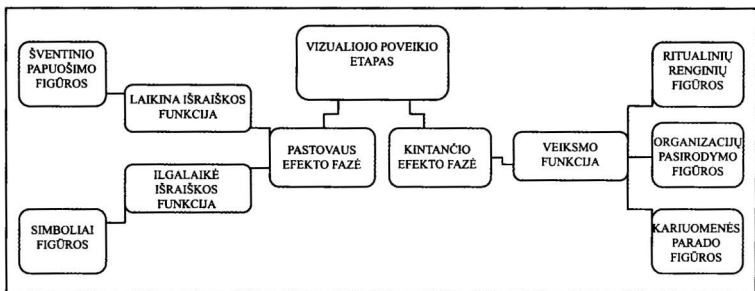 VIZUALIOJO POVEIKIO
ETAPAS
ŠVENTINIO
PAPUOŠIMO
FIGŪROS
LAIKINA IŠRAIŠKOS
FUNKCIJA
ILGALAIKĖ
IŠRAIŠKOS
FUNKCIJA
SIMBOLIAI
FIGŪROS
PASTOVAUS
EFEKTO FAZĖ
KINTANČIO
EFEKTO FAZĖ
VEIKSMO
FUNKCIJA
RITUALINIŲ
RENGINIŲ
FIGŪROS
ORGANIZACIJŲ
PASIRODYMO
FIGŪROS
KARIUOMENĖS
PARADO
FIGŪROS